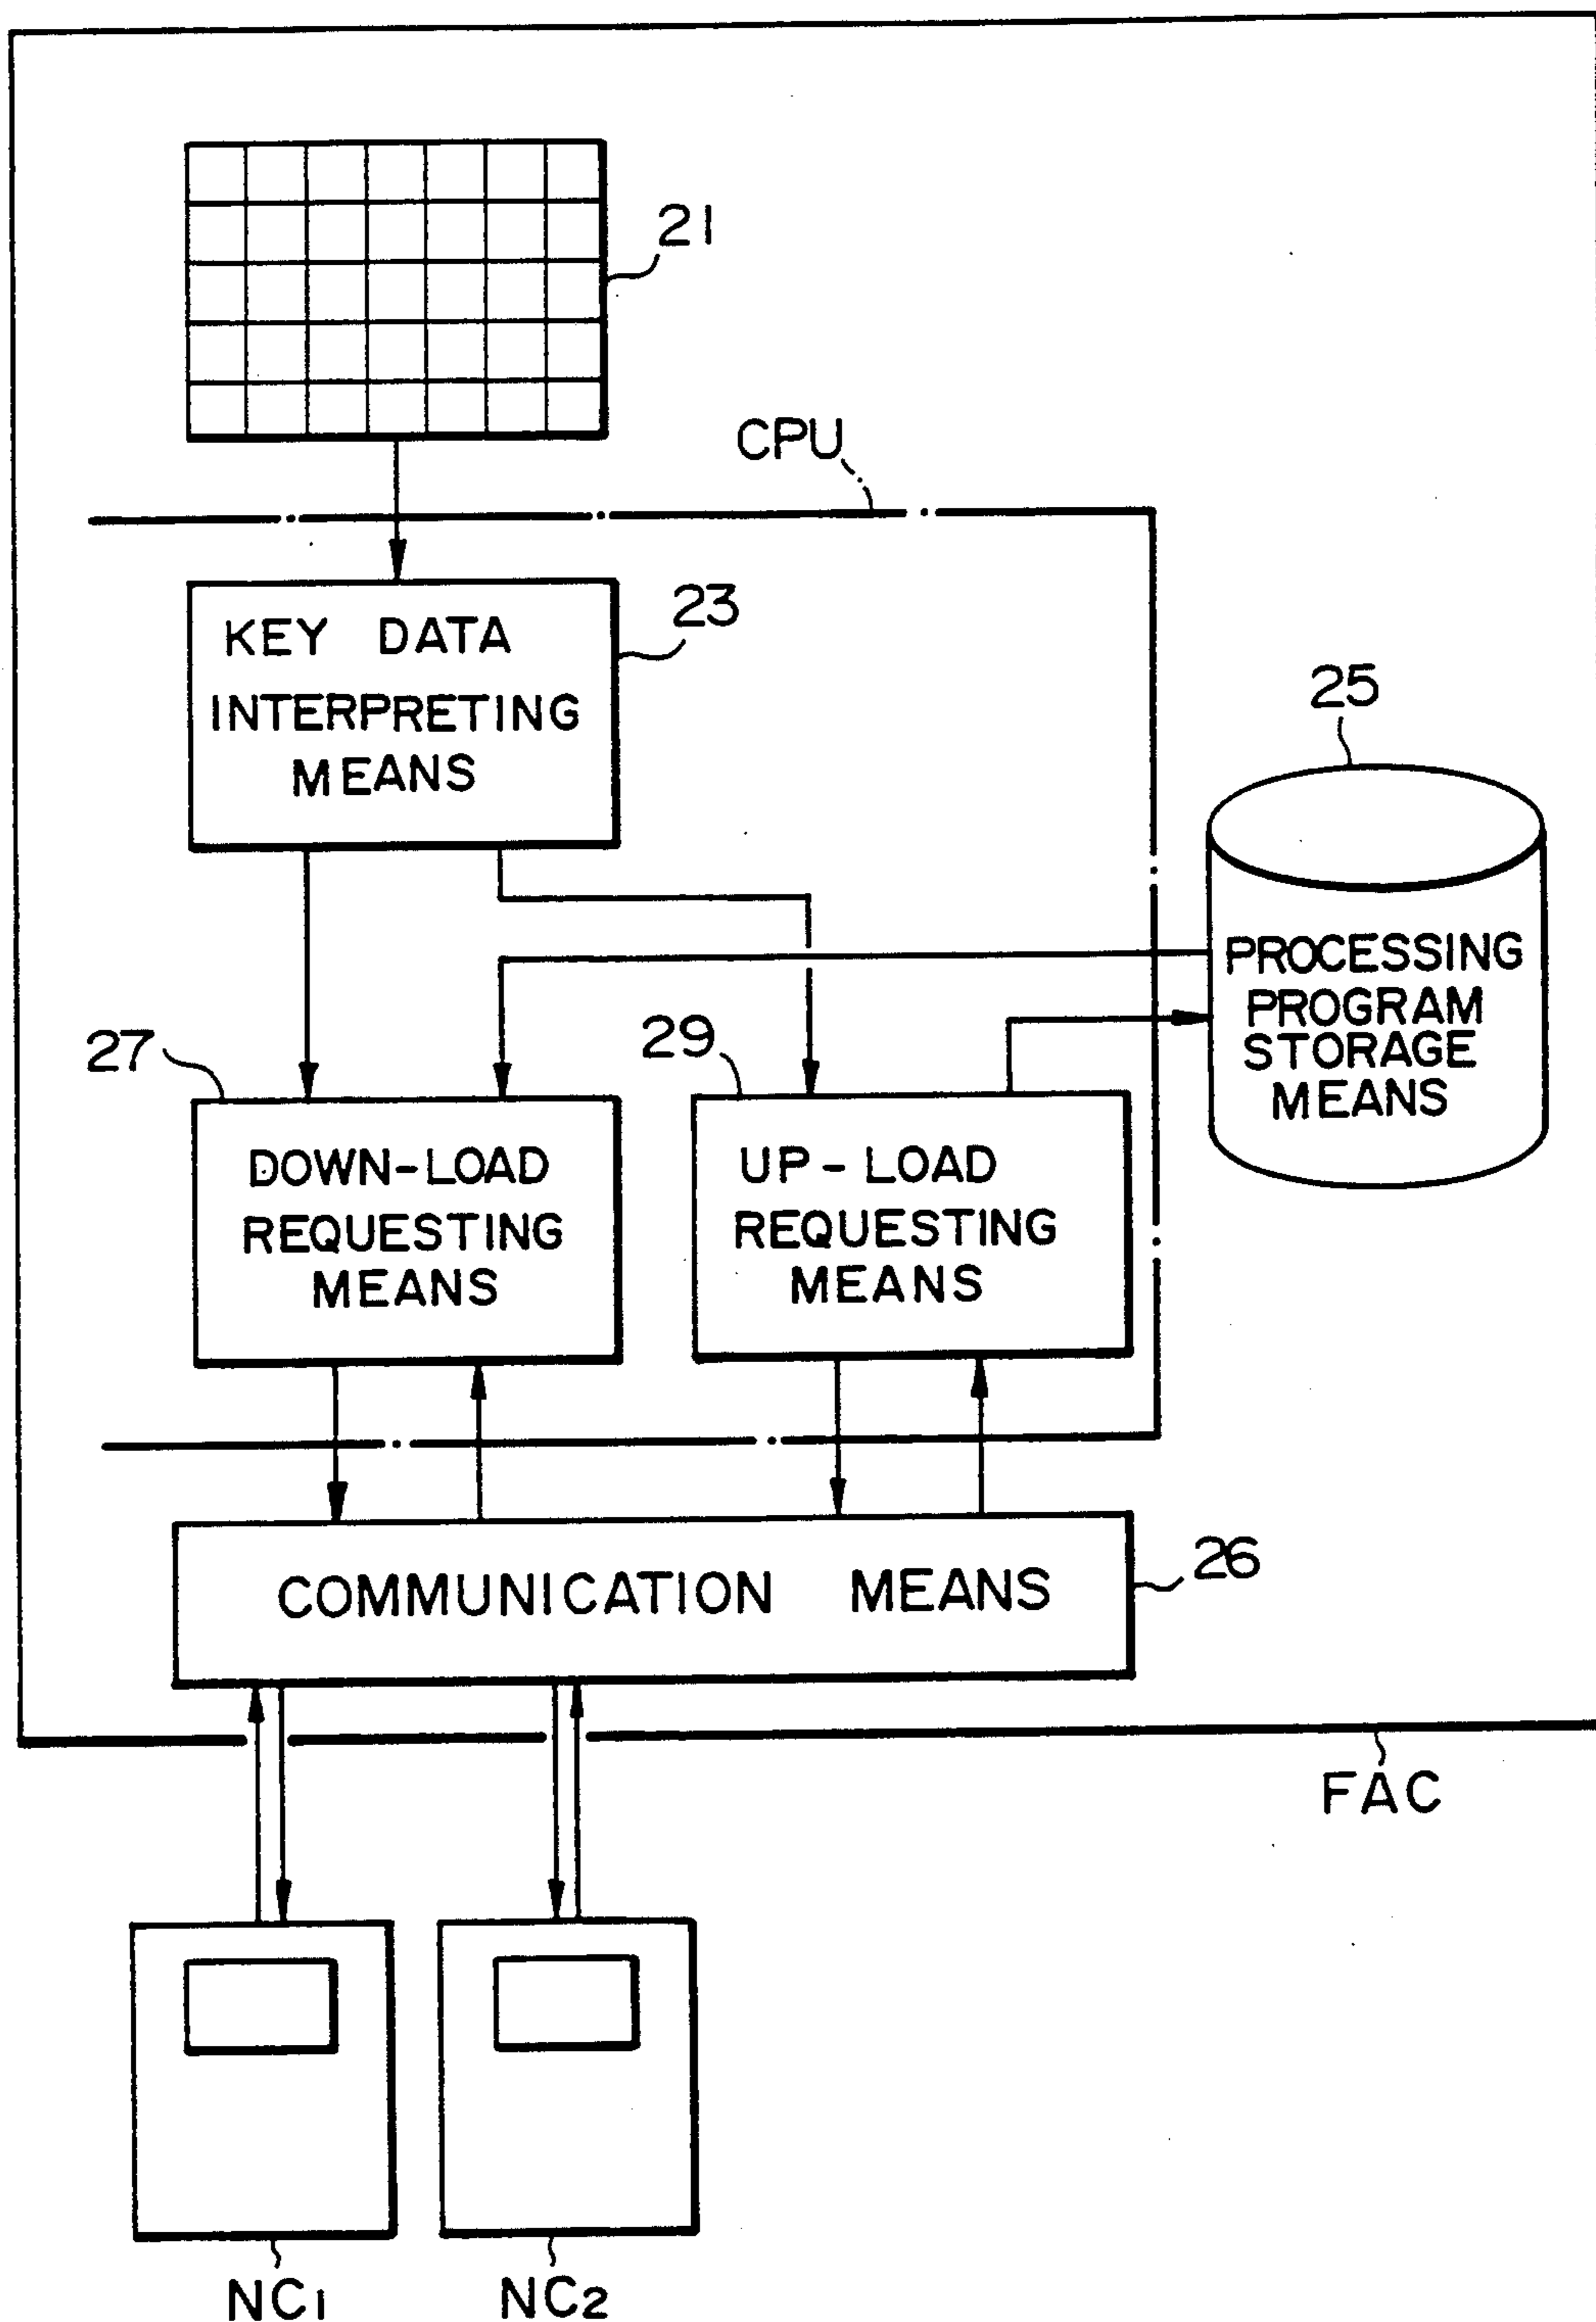 21
CPU
23
KEY DATA
INTERPRETING
MEANS
25
PROCESSING
PROGRAM
STORAGE
MEANS
27
29
DOWN-LOAD
REQUESTING
MEANS
UP-LOAD
REQUESTING
MEANS
COMMUNICATION MEANS
26
FAC
NC1
NC2